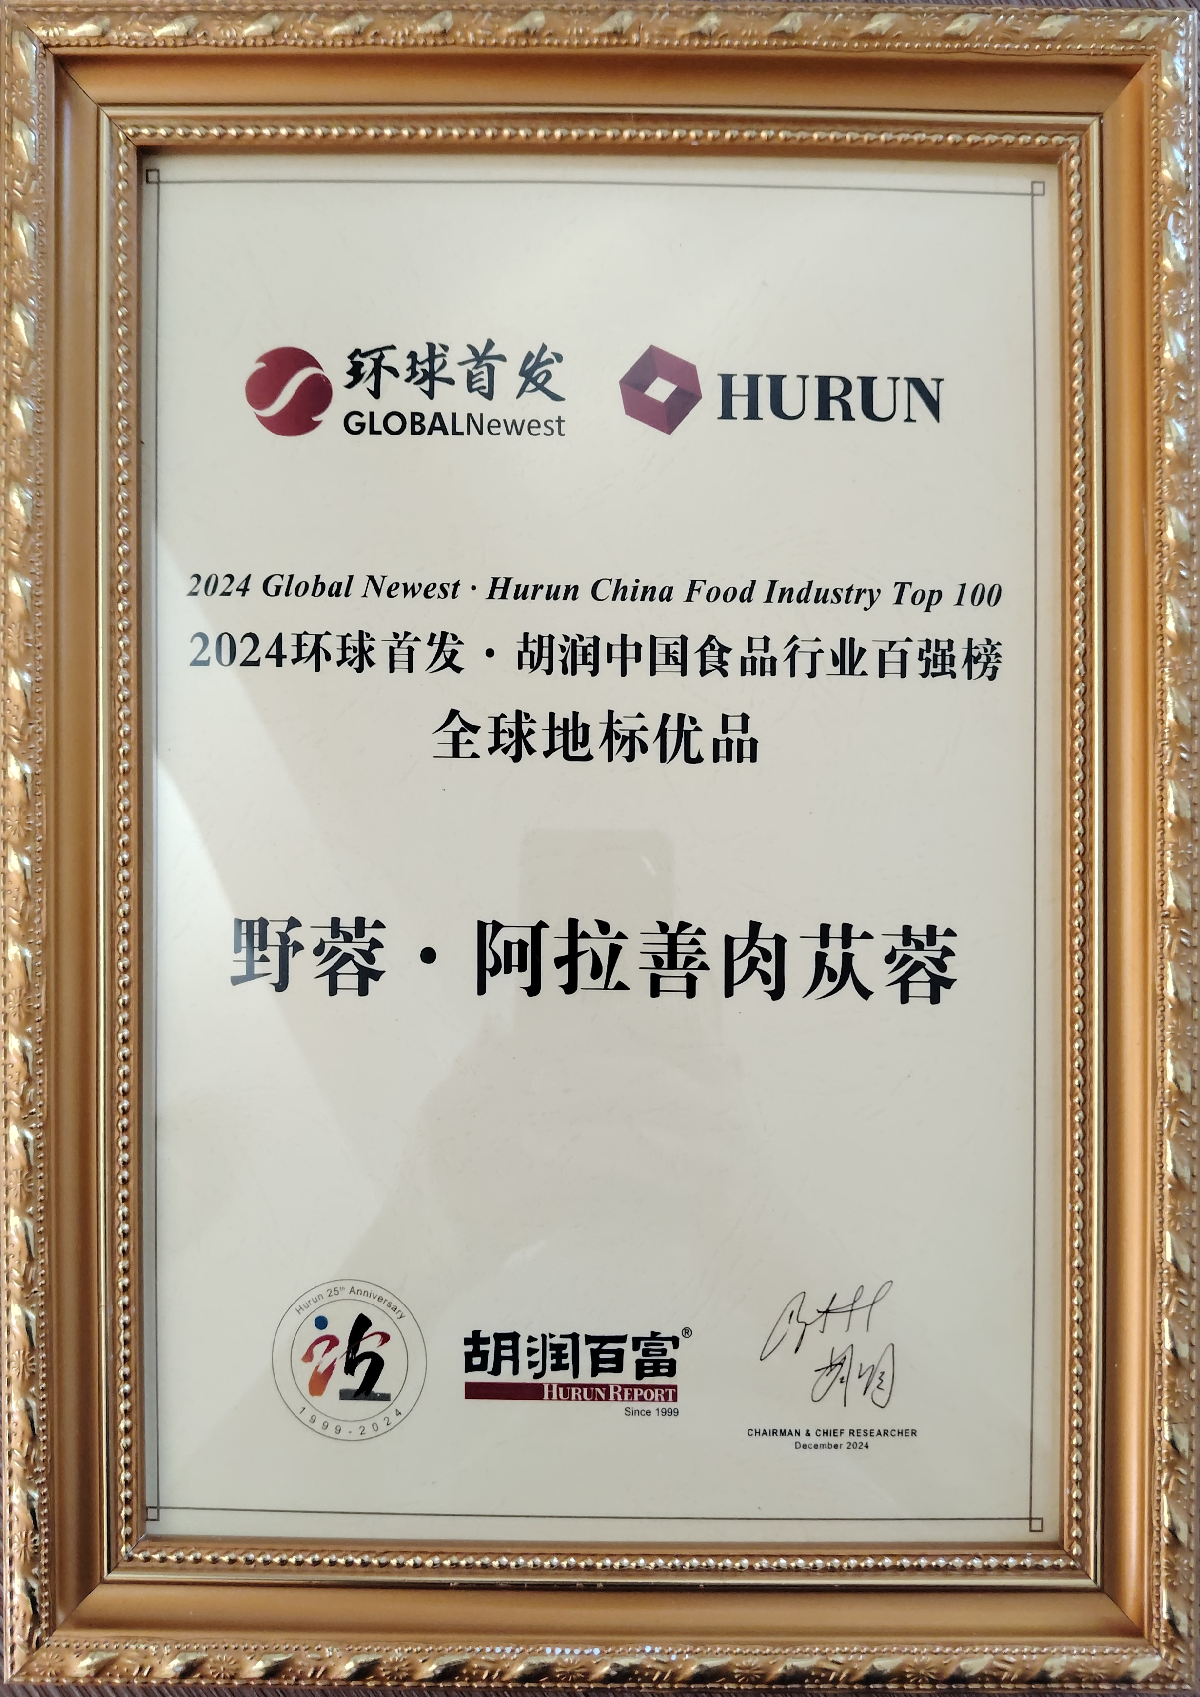 环球首发
GLOBALNewest
HURUN
2024 Global Newest · Hurun China Food Industry Top 100
2024环球首发·胡润中国食品行业百强榜
全球地标优品
野蓉·阿拉善肉苁蓉
Hurun 25th Anniversary
1999-2024
胡润百富®
HURUN REPORT
Since 1999
胡润
CHAIRMAN & CHIEF RESEARCHER
December 2024